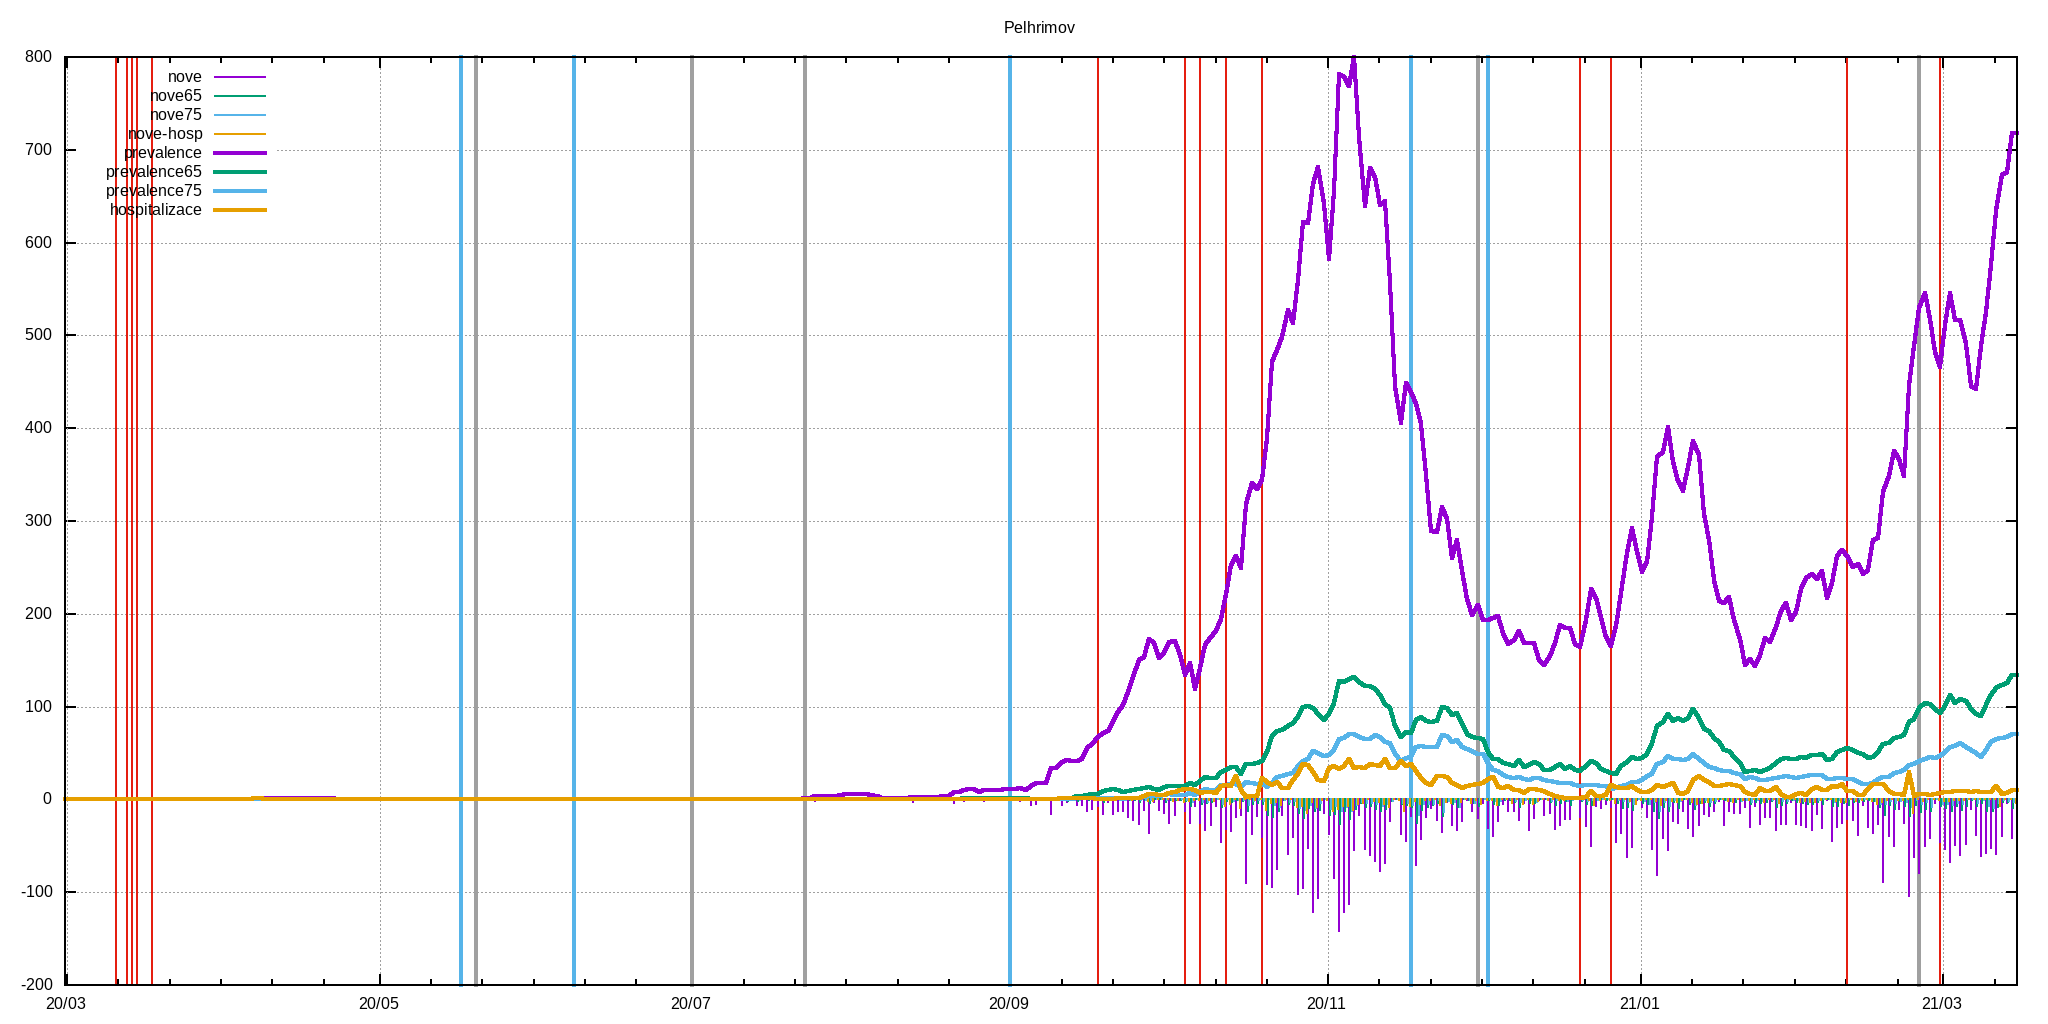 Pelhrimov
800
700
600
500
400
300
200
100
0
-100
-200
nove
nove65
nove75
nove-hosp
prevalence
prevalence65
prevalence75
hospitalizace
20/03 20/05 20/07 20/09 20/11 21/01 21/03